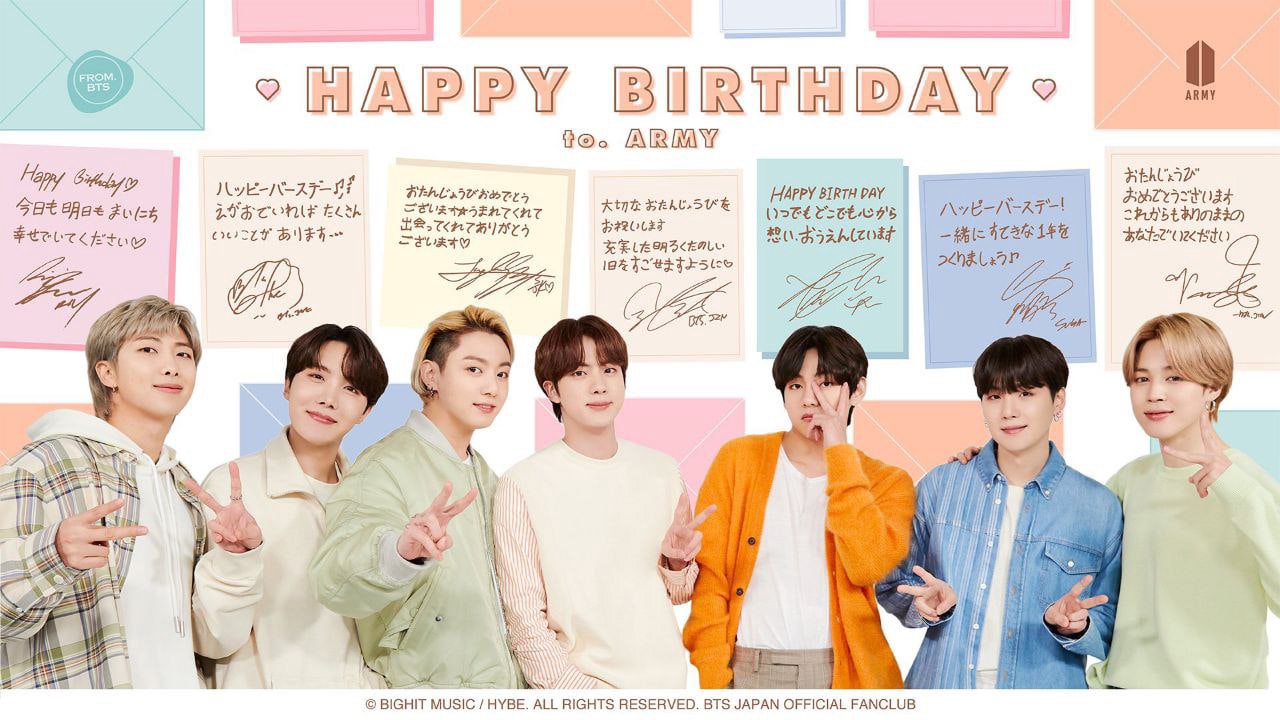 FROM.
BTS
HAPPY BIRTHDAY
to. ARMY
ARMY
Happy Birthday♡
今日も明日も まいにち
幸せでいてください♡
RM
ハッピーバースデー♪♪
えがおでいれば たくさん
いいことが あります…
BTS. JPN
おたんじょうびおめでとう
ございます☆うまれてくれて
出会ってくれてありがとう
ございます♡
JK♡
大切な おたんじょうびを
お祝いします
充実した明るくたのしい
1日をすごせますように♡
BTS. JIN
HAPPY BIRTH DAY
いつでもどこでも心から
想い、おうえんしています
ハッピーバースデー!
一緒に すてきな1年を
つくりましょう♪
SUGA
おたんじょうび
おめでとうございます
これからもありのままの
あなたでいてください
© BIGHIT MUSIC / HYBE. ALL RIGHTS RESERVED. BTS JAPAN OFFICIAL FANCLUB